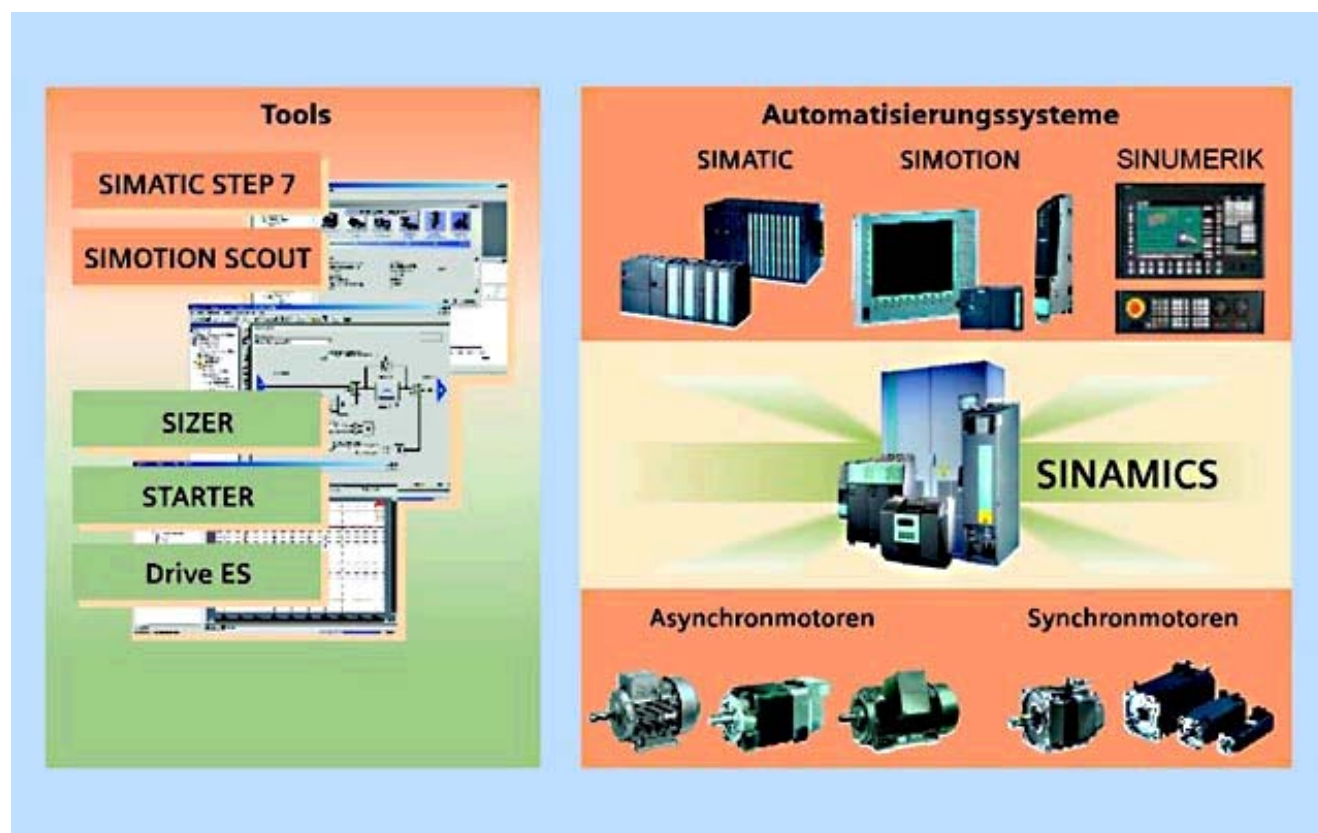 Tools
SIMATIC STEP 7
SIMOTION SCOUT
SIZER
STARTER
Drive ES
Automatisierungssysteme
SIMATIC
SIMOTION
SINUMERIK
SINAMICS
Asynchronmotoren
Synchronmotoren